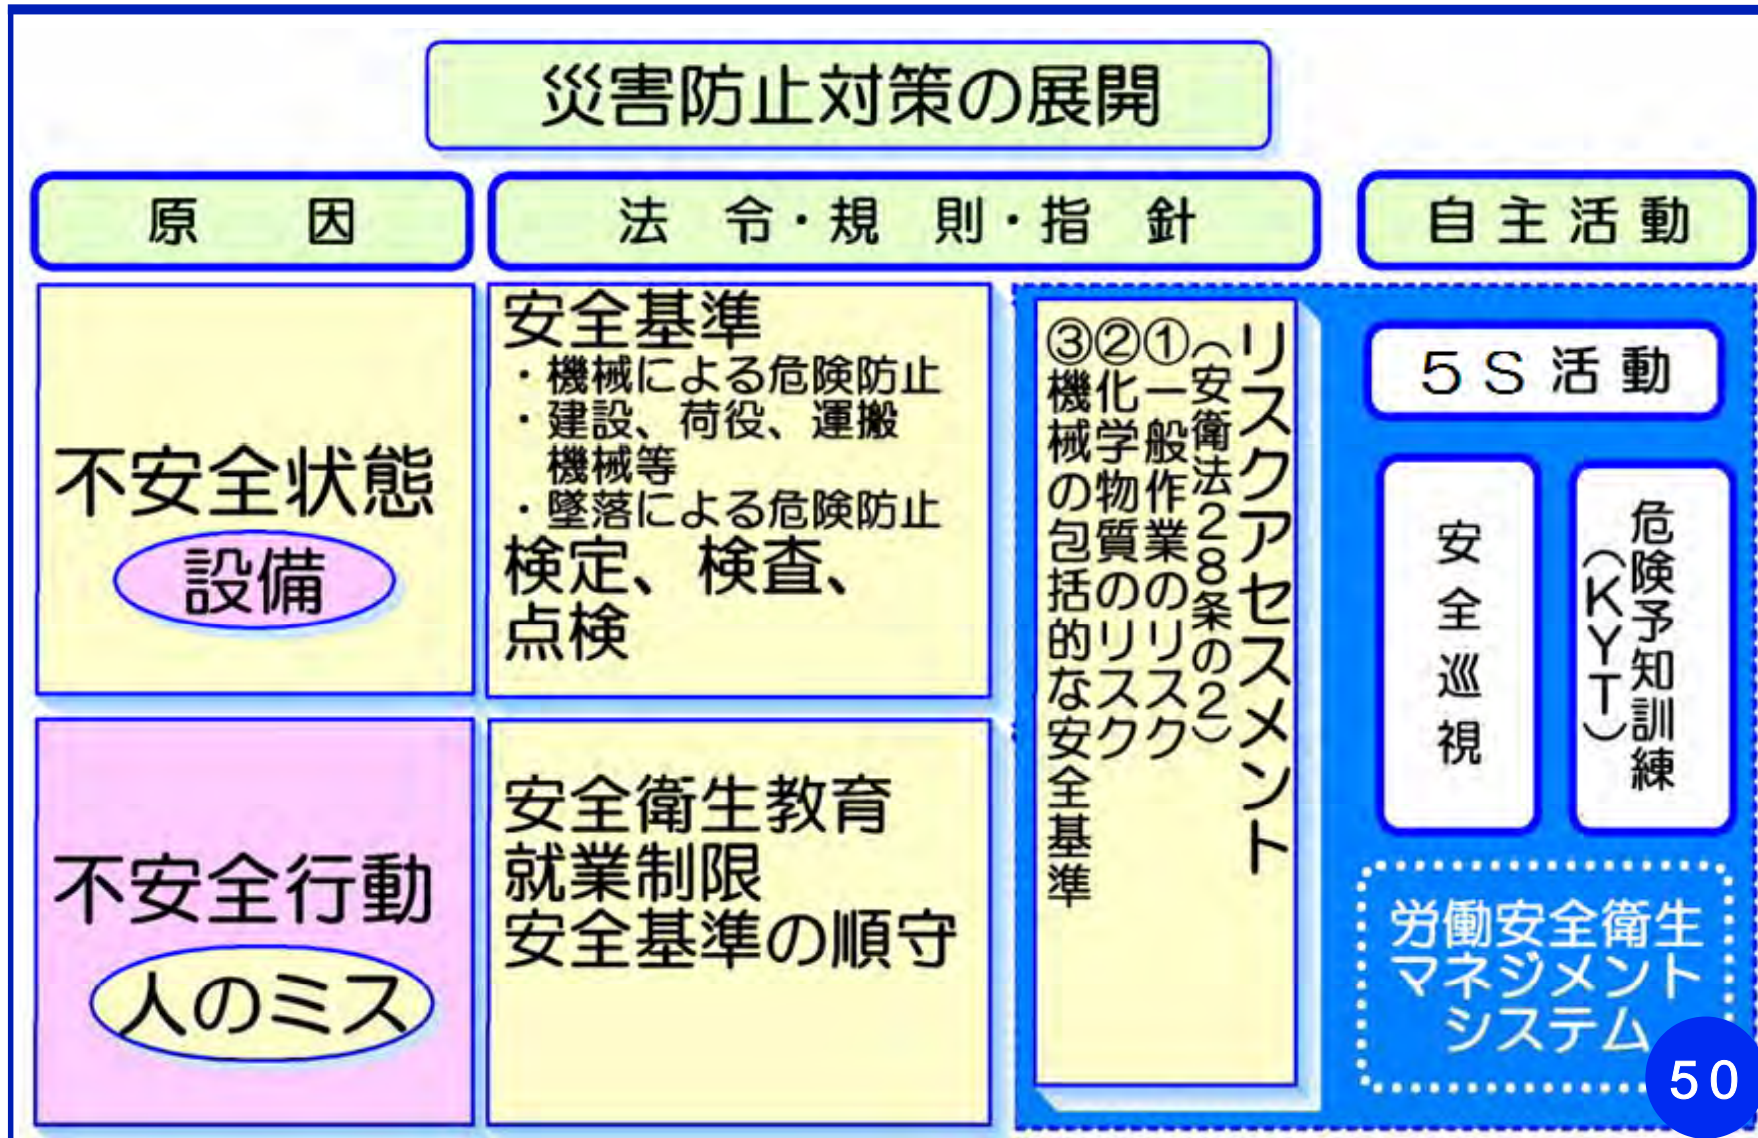 災害防止対策の展開
原　因
法　令・規　則・指　針
自主活動
不安全状態
設備
安全基準
・機械による危険防止
・建設、荷役、運搬
機械等
・墜落による危険防止
検定、検査、
点検
不安全行動
人のミス
安全衛生教育
就業制限
安全基準の順守
リスクアセスメント
（安衛法２８条の２）
①一般作業のリスク
②化学物質のリスク
③機械の包括的な安全基準
５Ｓ活動
安全巡視
危険予知訓練
（ＫＹＴ）
労働安全衛生
マネジメント
システム
50